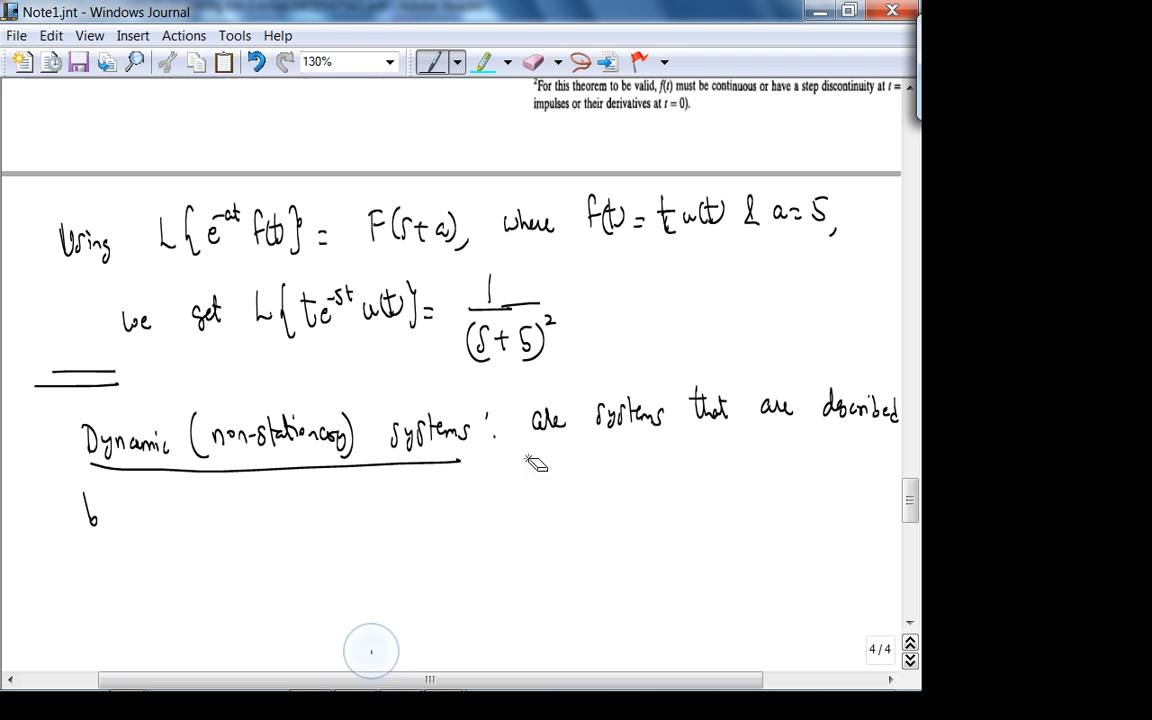 Note1.jnt - Windows Journal
File Edit View Insert Actions Tools Help
130%
²For this theorem to be valid, f(t) must be continuous or have a step discontinuity at t =
impulses or their derivatives at t = 0).
Using L{e^-at f(t)} = F(s+a), where f(t) = t u(t) & a = 5,
we get L{t e^-5t u(t)} = 1/(s+5)²
Dynamic (non-stationary) systems : are systems that are described
b
4 / 4